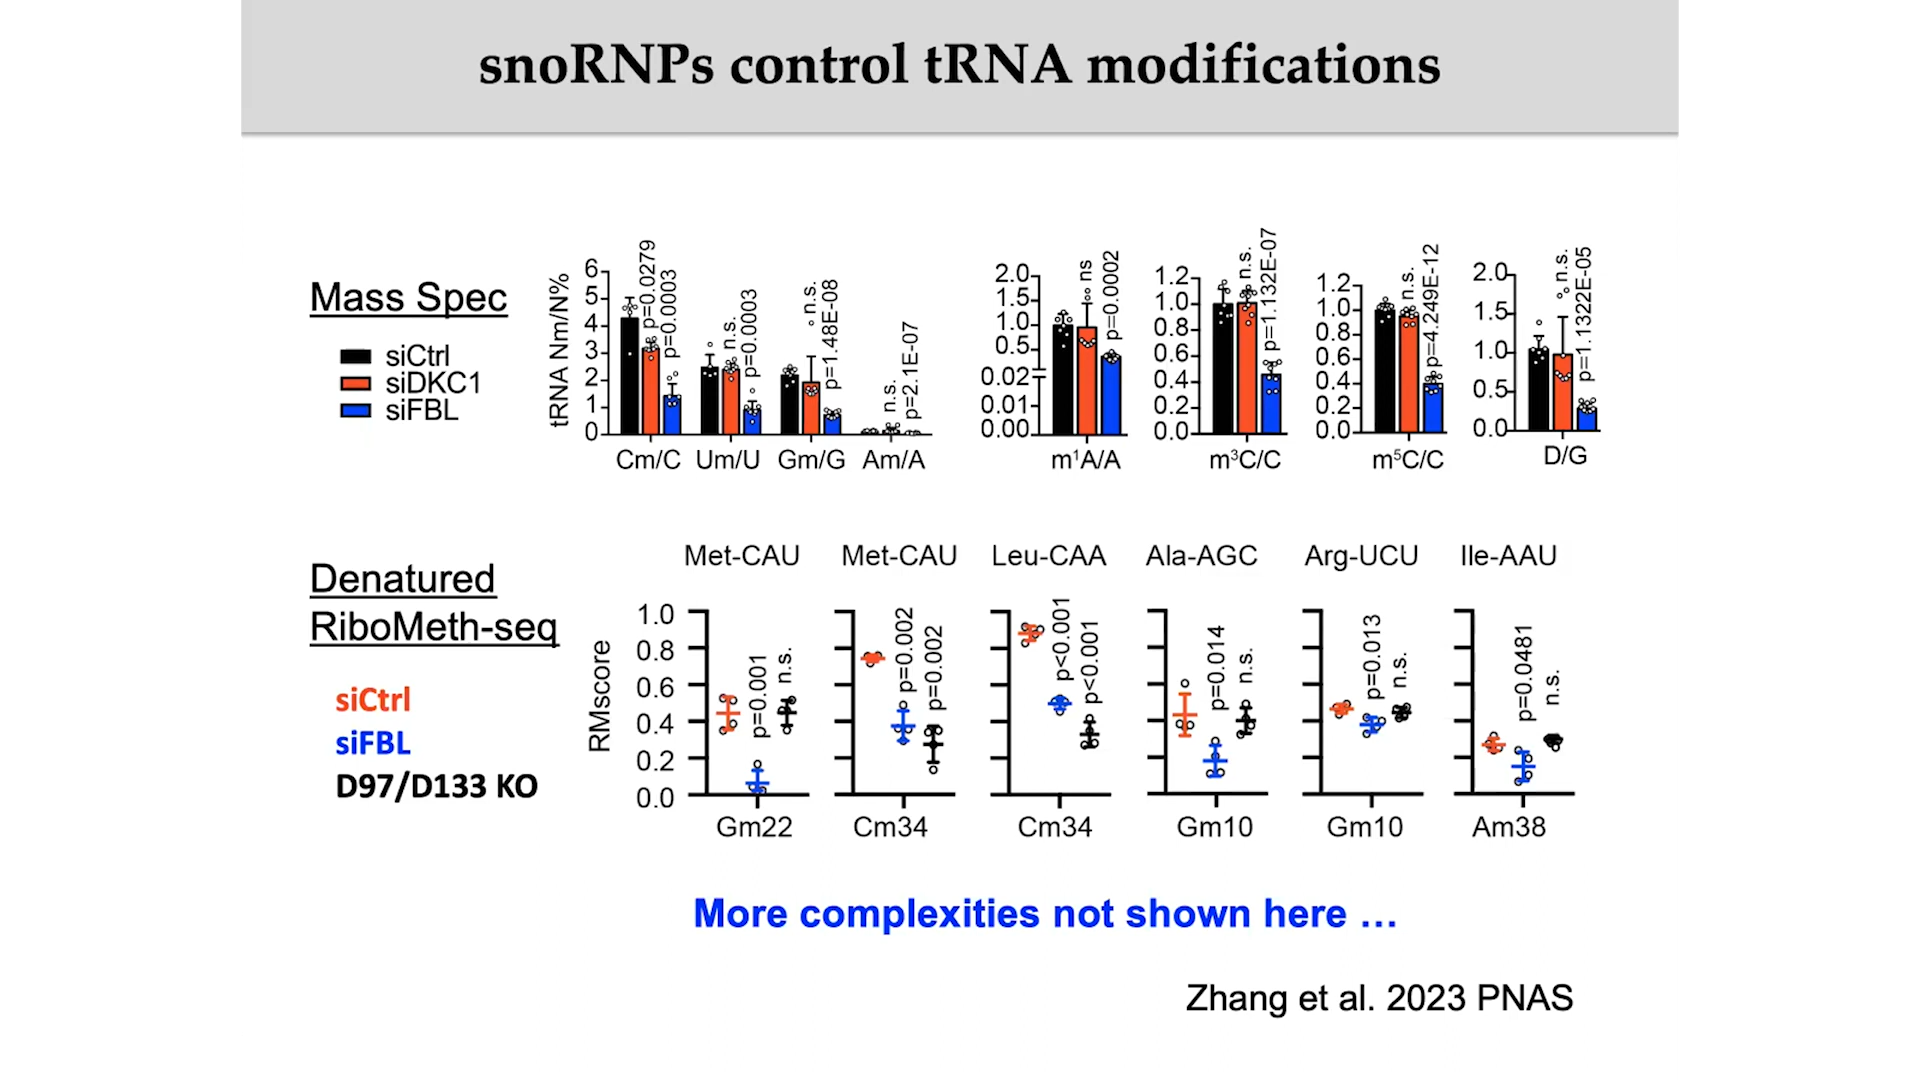 snoRNPs control tRNA modifications
Mass Spec
siCtrl
siDKC1
siFBL
tRNA Nm/N%
6
5
4
3
2
1
0
p=0.0279
p=0.0003
n.s.
p=0.0003
n.s.
p=1.48E-08
n.s.
p=2.1E-07
Cm/C Um/U Gm/G Am/A
2.0
1.5
1.0
0.5
0.02
0.01
0.00
ns
p=0.0002
m¹A/A
1.2
1.0
0.8
0.6
0.4
0.2
0.0
n.s.
p=1.132E-07
m³C/C
1.2
1.0
0.8
0.6
0.4
0.2
0.0
n.s.
p=4.249E-12
m⁵C/C
2.0
1.5
1.0
0.5
0.0
n.s.
p=1.1322E-05
D/G
Denatured
RiboMeth-seq
siCtrl
siFBL
D97/D133 KO
Met-CAU Met-CAU Leu-CAA Ala-AGC Arg-UCU Ile-AAU
RMscore
1.0
0.8
0.6
0.4
0.2
0.0
p=0.001
n.s.
p=0.002
p=0.002
p<0.001
p<0.001
p=0.014
n.s.
p=0.013
n.s.
p=0.0481
n.s.
Gm22 Cm34 Cm34 Gm10 Gm10 Am38
More complexities not shown here …
Zhang et al. 2023 PNAS